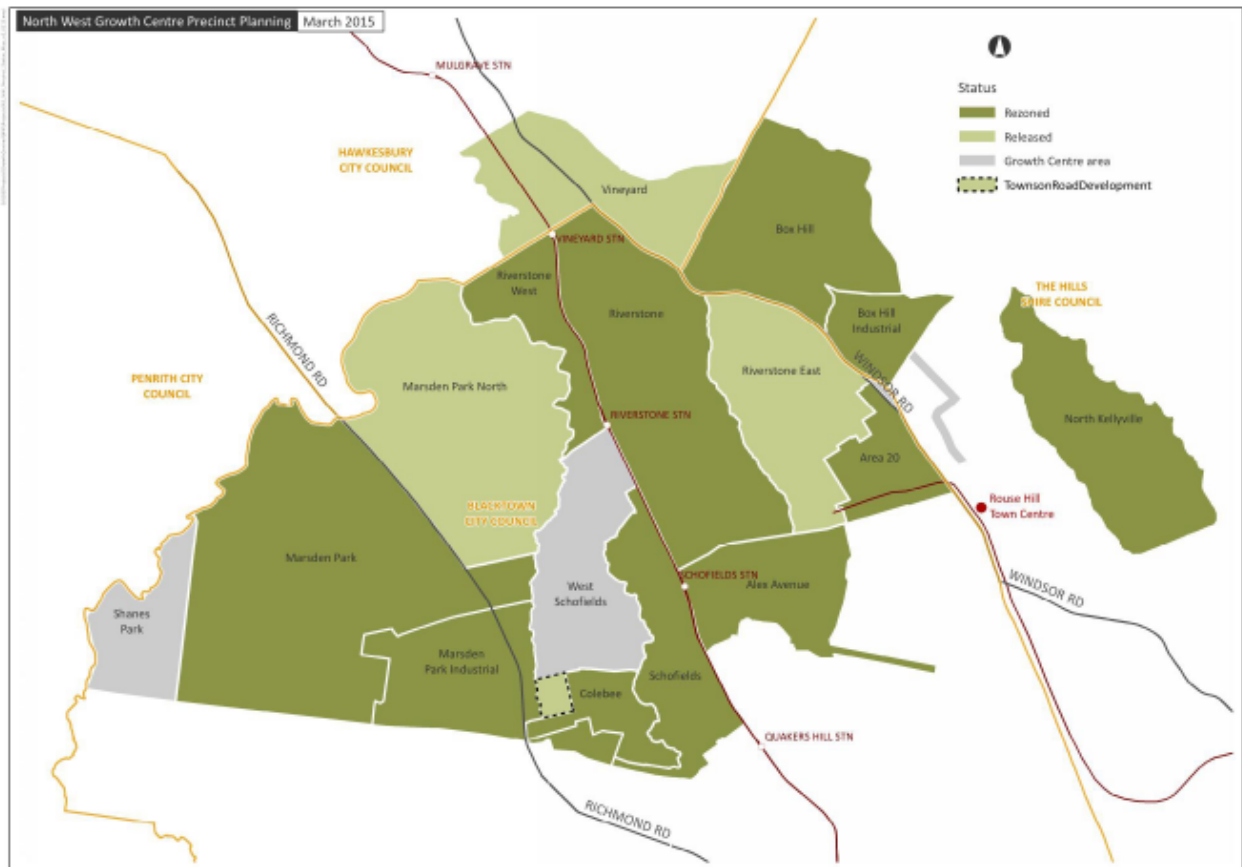 North West Growth Centre Precinct Planning March 2015
MULGRAVE STN
Status
Rezoned
Released
Growth Centre area
TownsonRoadDevelopment
HAWKESBURY
CITY COUNCIL
Vineyard
Box Hill
VINEYARD STN
Riverstone
West
Riverstone
THE HILLS
SHIRE COUNCIL
Box Hill
Industrial
RICHMOND RD
WINDSOR RD
PENRITH CITY
COUNCIL
Marsden Park North
Riverstone East
RIVERSTONE STN
North Kellyville
Area 20
BLACKTOWN
CITY COUNCIL
Rouse Hill
Town Centre
Marsden Park
SCHOFIELDS STN
Alex Avenue
WINDSOR RD
West
Schofields
Shanes
Park
Marsden
Park Industrial
Colebee
Schofields
QUAKERS HILL STN
RICHMOND RD